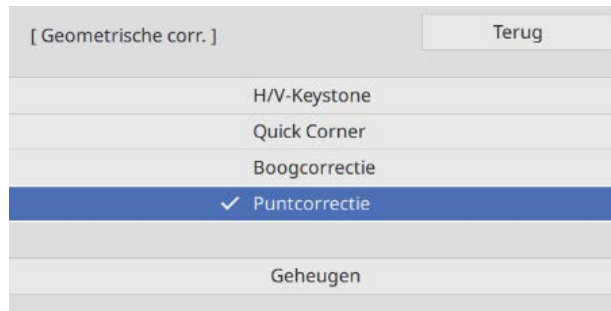 [ Geometrische corr. ] Terug
H/V-Keystone
Quick Corner
Boogcorrectie
Puntcorrectie
Geheugen